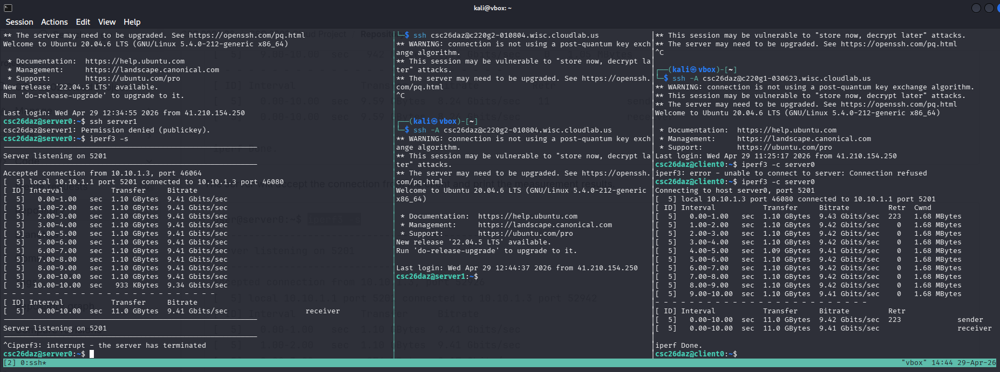 kali@vbox: ~
Session Actions Edit View Help
** The server may need to be upgraded. See https://openssh.com/pq.html
Welcome to Ubuntu 20.04.6 LTS (GNU/Linux 5.4.0-212-generic x86_64)
* Documentation: https://help.ubuntu.com
* Management: https://landscape.canonical.com
* Support: https://ubuntu.com/pro
New release '22.04.5 LTS' available.
Run 'do-release-upgrade' to upgrade to it.
Last login: Wed Apr 29 12:34:55 2026 from 41.210.154.250
csc26daz@server0:~$ ssh server1
csc26daz@server1: Permission denied (publickey).
csc26daz@server0:~$ iperf3 -s
Server listening on 5201
Accepted connection from 10.10.1.3, port 46064
[ 5] local 10.10.1.1 port 5201 connected to 10.10.1.3 port 46080
[ ID] Interval Transfer Bitrate
[ 5] 0.00-1.00 sec 1.10 GBytes 9.41 Gbits/sec
[ 5] 1.00-2.00 sec 1.10 GBytes 9.41 Gbits/sec
[ 5] 2.00-3.00 sec 1.10 GBytes 9.41 Gbits/sec
[ 5] 3.00-4.00 sec 1.10 GBytes 9.41 Gbits/sec
[ 5] 4.00-5.00 sec 1.10 GBytes 9.41 Gbits/sec
[ 5] 5.00-6.00 sec 1.10 GBytes 9.41 Gbits/sec
[ 5] 6.00-7.00 sec 1.10 GBytes 9.41 Gbits/sec
[ 5] 7.00-8.00 sec 1.10 GBytes 9.41 Gbits/sec
[ 5] 8.00-9.00 sec 1.10 GBytes 9.41 Gbits/sec
[ 5] 9.00-10.00 sec 1.10 GBytes 9.41 Gbits/sec
[ 5] 10.00-10.00 sec 933 KBytes 9.34 Gbits/sec
- - - - - - - - - - - - - - - - - - - - - - - - -
[ ID] Interval Transfer Bitrate
[ 5] 0.00-10.00 sec 11.0 GBytes 9.41 Gbits/sec receiver
Server listening on 5201
^Ciperf3: interrupt - the server has terminated
csc26daz@server0:~$
└─$ ssh csc26daz@c220g2-010804.wisc.cloudlab.us
** WARNING: connection is not using a post-quantum key exch
ange algorithm.
** This session may be vulnerable to "store now, decrypt la
ter" attacks.
** The server may need to be upgraded. See https://openssh.
com/pq.html
^C
┌──(kali㉿vbox)-[~]
└─$ ssh -A csc26daz@c220g2-010804.wisc.cloudlab.us
** WARNING: connection is not using a post-quantum key exch
ange algorithm.
** This session may be vulnerable to "store now, decrypt la
ter" attacks.
** The server may need to be upgraded. See https://openssh.
com/pq.html
Welcome to Ubuntu 20.04.6 LTS (GNU/Linux 5.4.0-212-generic
x86_64)
* Documentation: https://help.ubuntu.com
* Management: https://landscape.canonical.com
* Support: https://ubuntu.com/pro
New release '22.04.5 LTS' available.
Run 'do-release-upgrade' to upgrade to it.
Last login: Wed Apr 29 12:44:37 2026 from 41.210.154.250
csc26daz@server1:~$
** This session may be vulnerable to "store now, decrypt later" attacks.
** The server may need to be upgraded. See https://openssh.com/pq.html
^C
┌──(kali㉿vbox)-[~]
└─$ ssh -A csc26daz@c220g1-030623.wisc.cloudlab.us
** WARNING: connection is not using a post-quantum key exchange algorithm.
** This session may be vulnerable to "store now, decrypt later" attacks.
** The server may need to be upgraded. See https://openssh.com/pq.html
Welcome to Ubuntu 20.04.6 LTS (GNU/Linux 5.4.0-212-generic x86_64)
* Documentation: https://help.ubuntu.com
* Management: https://landscape.canonical.com
* Support: https://ubuntu.com/pro
Last login: Wed Apr 29 11:25:17 2026 from 41.210.154.250
csc26daz@client0:~$ iperf3 -c server0
iperf3: error - unable to connect to server: Connection refused
csc26daz@client0:~$ iperf3 -c server0
Connecting to host server0, port 5201
[ 5] local 10.10.1.3 port 46080 connected to 10.10.1.1 port 5201
[ ID] Interval Transfer Bitrate Retr Cwnd
[ 5] 0.00-1.00 sec 1.10 GBytes 9.43 Gbits/sec 223 1.68 MBytes
[ 5] 1.00-2.00 sec 1.10 GBytes 9.42 Gbits/sec 0 1.68 MBytes
[ 5] 2.00-3.00 sec 1.10 GBytes 9.42 Gbits/sec 0 1.68 MBytes
[ 5] 3.00-4.00 sec 1.10 GBytes 9.42 Gbits/sec 0 1.68 MBytes
[ 5] 4.00-5.00 sec 1.09 GBytes 9.41 Gbits/sec 0 1.68 MBytes
[ 5] 5.00-6.00 sec 1.10 GBytes 9.42 Gbits/sec 0 1.68 MBytes
[ 5] 6.00-7.00 sec 1.10 GBytes 9.42 Gbits/sec 0 1.68 MBytes
[ 5] 7.00-8.00 sec 1.10 GBytes 9.42 Gbits/sec 0 1.68 MBytes
[ 5] 8.00-9.00 sec 1.10 GBytes 9.42 Gbits/sec 0 1.68 MBytes
[ 5] 9.00-10.00 sec 1.10 GBytes 9.41 Gbits/sec 0 1.68 MBytes
- - - - - - - - - - - - - - - - - - - - - - - - -
[ ID] Interval Transfer Bitrate Retr
[ 5] 0.00-10.00 sec 11.0 GBytes 9.42 Gbits/sec 223 sender
[ 5] 0.00-10.00 sec 11.0 GBytes 9.41 Gbits/sec receiver
iperf Done.
csc26daz@client0:~$
[2] 0:ssh* "vbox" 14:44 29-Apr-26